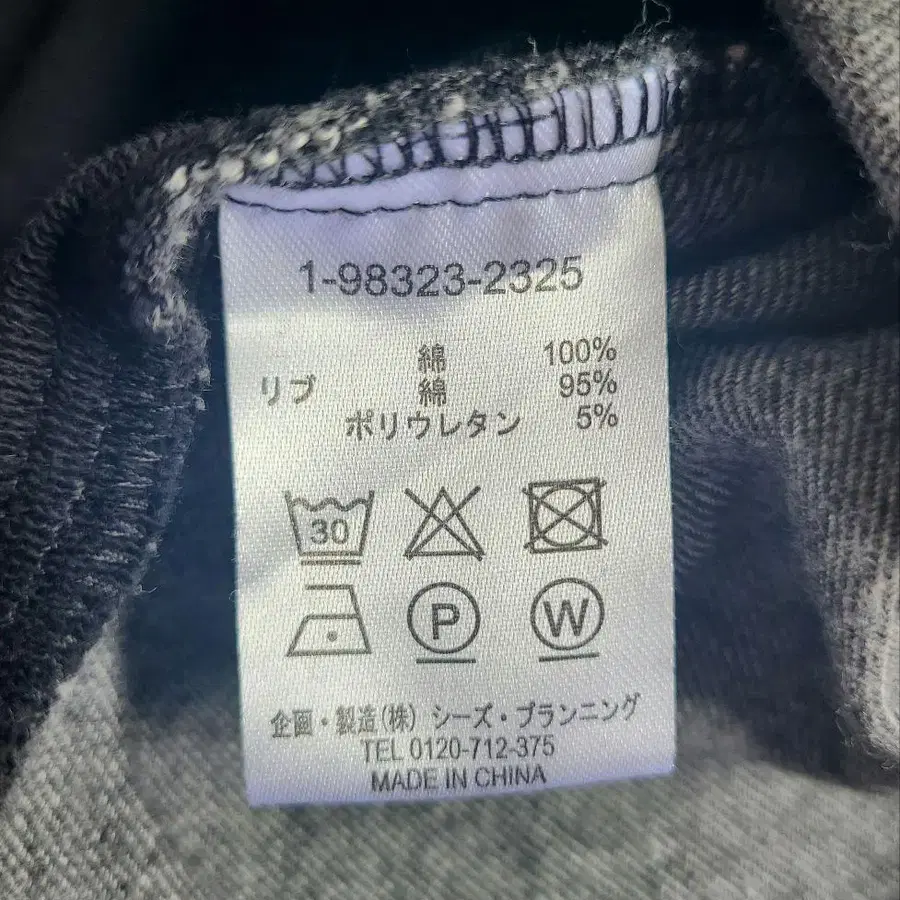 1-98323-2325
綿 100%
リブ 綿 95%
ポリウレタン 5%
30
P W
企画・製造(株) シーズ・プランニング
TEL 0120-712-375
MADE IN CHINA